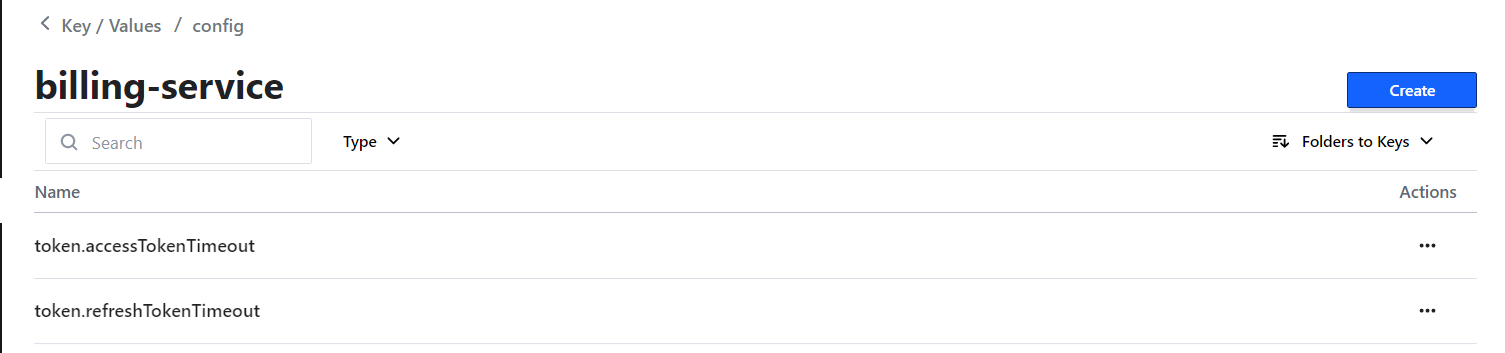 Key / Values / config
billing-service
Create
Search Type Folders to Keys
Name Actions
token.accessTokenTimeout
token.refreshTokenTimeout